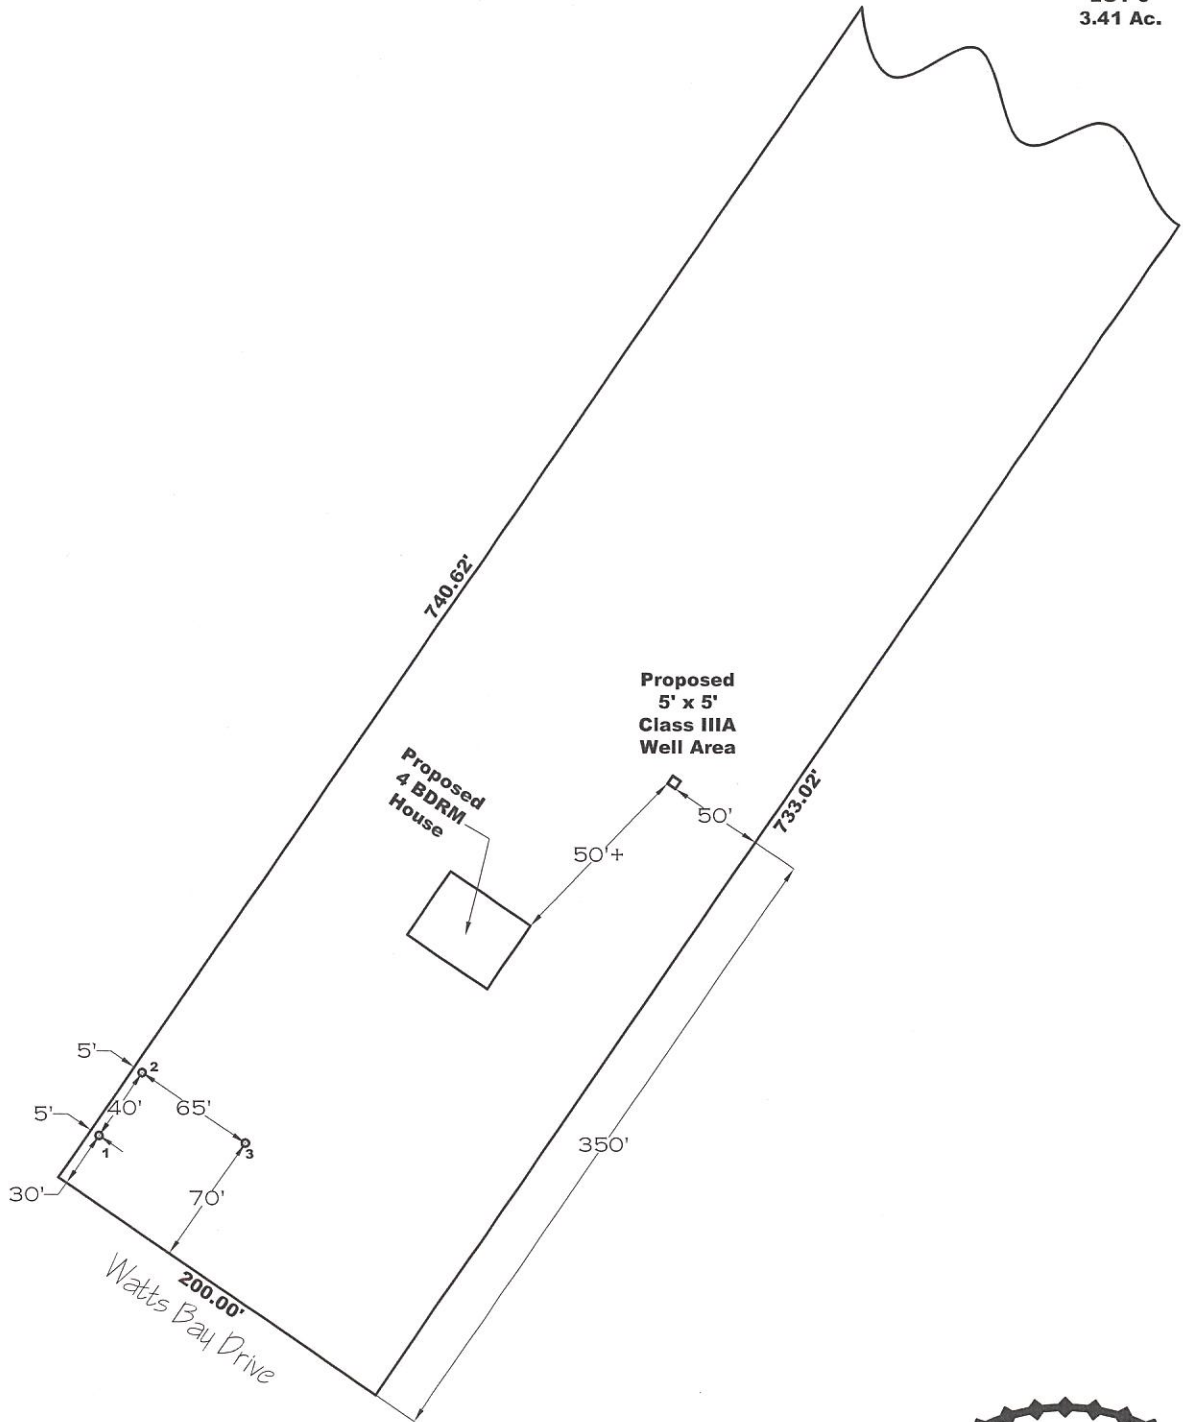 3.41 Ac.
740.62'
Proposed
5' x 5'
Class IIIA
Well Area
733.02'
50'
50'+
Proposed
4 BDRM
House
5'
2
40'
65'
5'
1
3
350'
30'
70'
200.00'
Watts Bay Drive